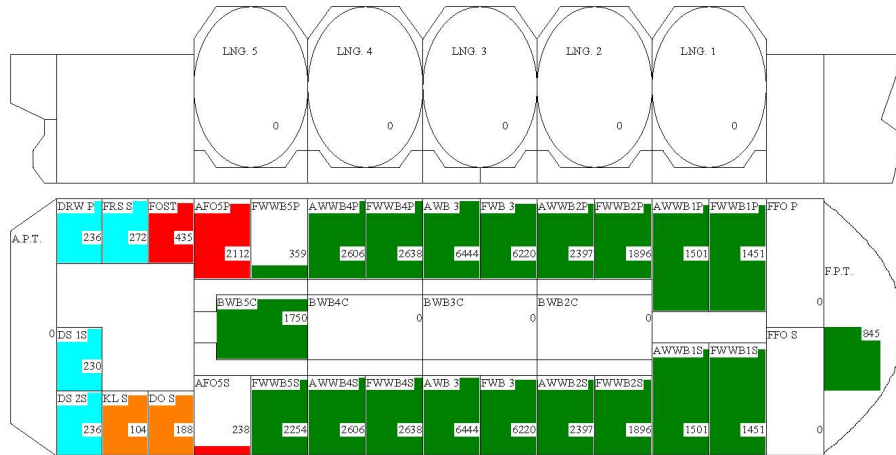 LNG. 5 LNG. 4 LNG. 3 LNG. 2 LNG. 1
0 0 0 0 0
DRW P FRS S FOST AFO5P FWWB5P AWWB4P FWWB4P AWB 3 FWB 3 AWWB2P FWWB2P AWWB1P FWWB1P FFO P
A.P.T. 236 272 435 2112 359 2606 2638 6444 6220 2397 1896 1501 1451
F.P.T.
BWB5C BWB4C BWB3C BWB2C 0
1750 0 0 0
0 DS 1S FFO S 845
AWWB1S FWWB1S
230
DS 2S KL S DO S AFO5S FWWB5S AWWB4S FWWB4S AWB 3 FWB 3 AWWB2S FWWB2S
236 104 188 238 2254 2606 2638 6444 6220 2397 1896 1501 1451 0